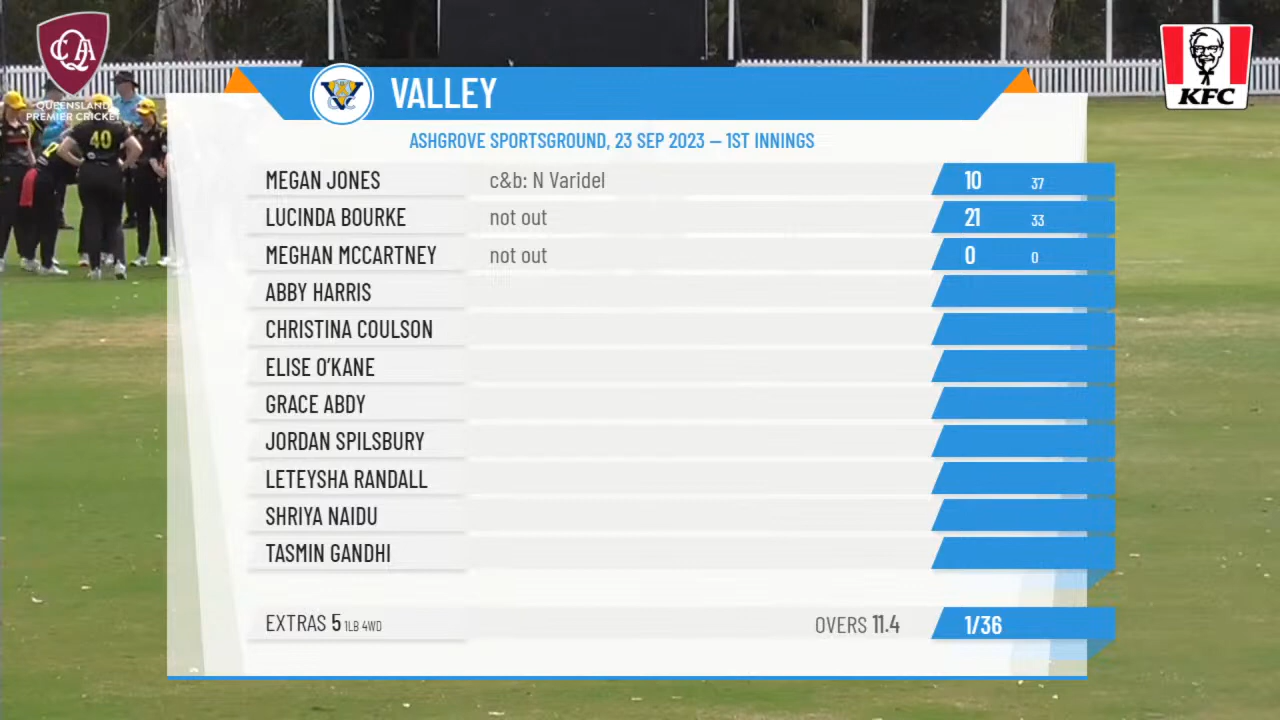 QUEENSLAND
PREMIER CRICKET
KFC
40
VALLEY
ASHGROVE SPORTSGROUND, 23 SEP 2023 – 1ST INNINGS
MEGAN JONES c&b: N Varidel 10 37
LUCINDA BOURKE not out 21 33
MEGHAN MCCARTNEY not out 0 0
ABBY HARRIS
CHRISTINA COULSON
ELISE O’KANE
GRACE ABDY
JORDAN SPILSBURY
LETEYSHA RANDALL
SHRIYA NAIDU
TASMIN GANDHI
EXTRAS 5 1LB 4WD OVERS 11.4 1/36